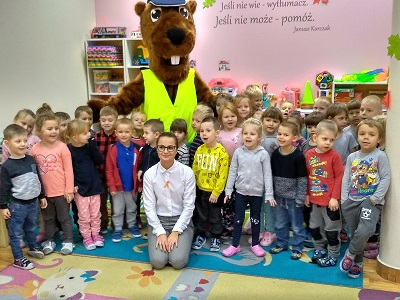 Jeśli nie wie - wytłumacz.
Jeśli nie może - pomóż.
Janusz Korczak